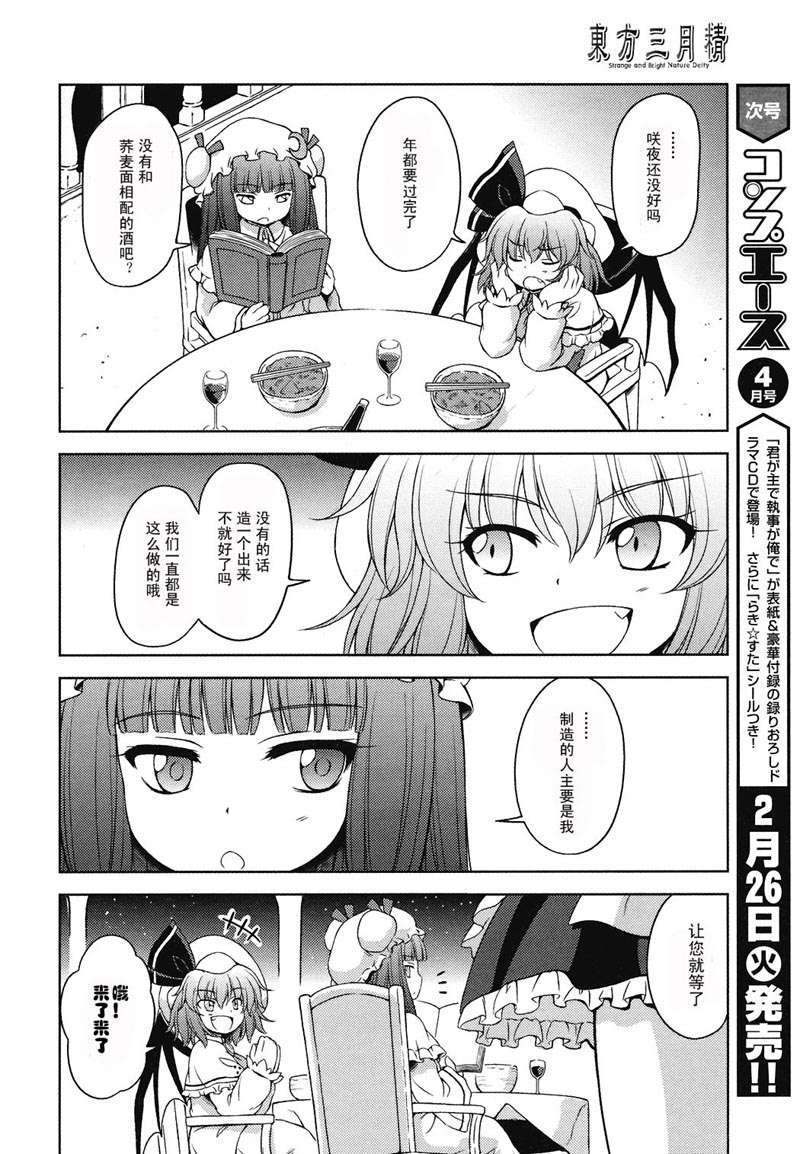 東方三月精
Strange and Bright Nature Deity
……
咲夜还没好吗
年都要过完了
没有和
荞麦面相配的酒吧？
没有的话
造一个出来
不就好了吗
我们一直都是
这么做的哦
……
制造的
人主要是我
让您就等了
哦！
来了来了
次号
コンプエース
4
月号
「君が主で執事が俺で」が表紙&豪華付録の録りおろしド
ラマCDで登場！　さらに「らき☆すた」シールつき！
2月26日㊋発売!!